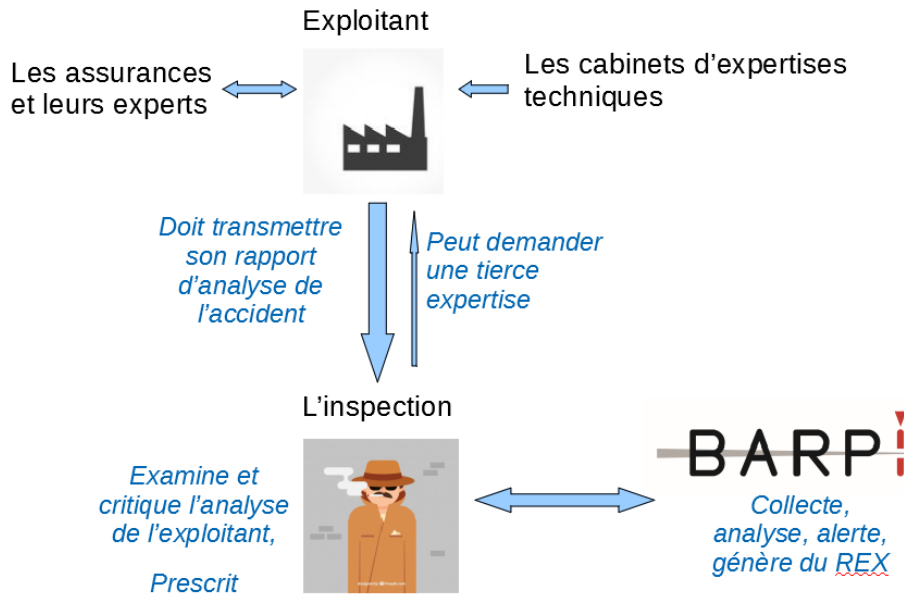 Exploitant
Les assurances
et leurs experts
Les cabinets d’expertises
techniques
Doit transmettre
son rapport
d’analyse de
l’accident
Peut demander
une tierce
expertise
L’inspection
Examine et
critique l’analyse
de l’exploitant,
Prescrit
BARPi
Collecte,
analyse, alerte,
génère du REX